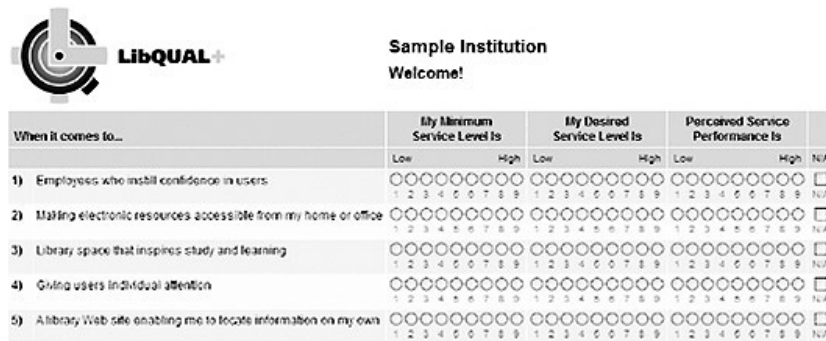 LibQUAL+
Sample Institution
Welcome!
When it comes to... My Minimum Service Level Is My Desired Service Level Is Perceived Service Performance Is
Low High Low High Low High N/A
1) Employees who instill confidence in users
1 2 3 4 5 6 7 8 9 1 2 3 4 5 6 7 8 9 1 2 3 4 5 6 7 8 9 N/A
2) Making electronic resources accessible from my home or office
1 2 3 4 5 6 7 8 9 1 2 3 4 5 6 7 8 9 1 2 3 4 5 6 7 8 9 N/A
3) Library space that inspires study and learning
1 2 3 4 5 6 7 8 9 1 2 3 4 5 6 7 8 9 1 2 3 4 5 6 7 8 9 N/A
4) Giving users individual attention
1 2 3 4 5 6 7 8 9 1 2 3 4 5 6 7 8 9 1 2 3 4 5 6 7 8 9 N/A
5) A library Web site enabling me to locate information on my own
1 2 3 4 5 6 7 8 9 1 2 3 4 5 6 7 8 9 1 2 3 4 5 6 7 8 9 N/A